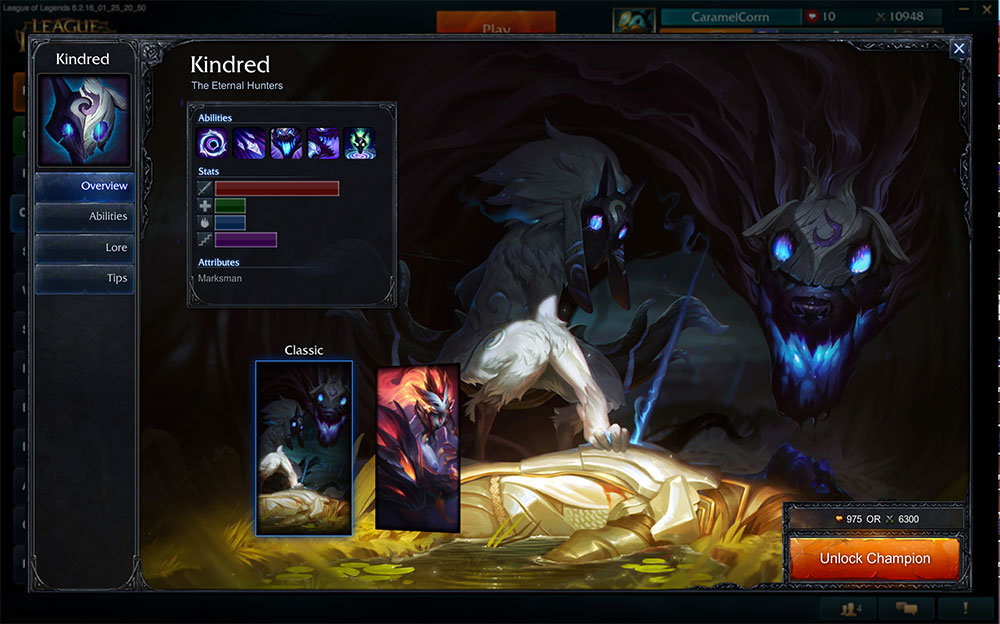 League of Legends 6.2.16_01_25_20_50
LEAGUE
Play
CaramelCorrn
10
10948
Kindred
Overview
Abilities
Lore
Tips
Kindred
The Eternal Hunters
Abilities
Stats
Attributes
Marksman
Classic
975 OR 6300
Unlock Champion
4